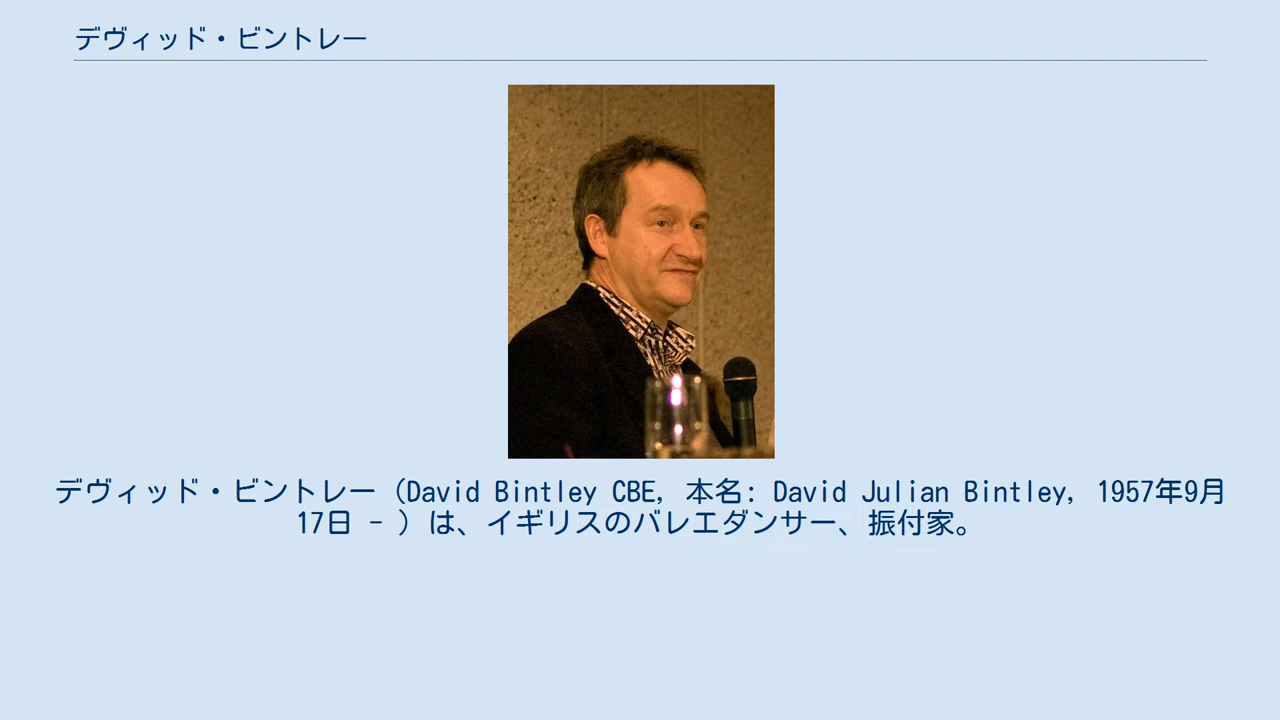 デヴィッド・ビントレー
デヴィッド・ビントレー（David Bintley CBE, 本名: David Julian Bintley, 1957年9月
17日 - ）は、イギリスのバレエダンサー、振付家。